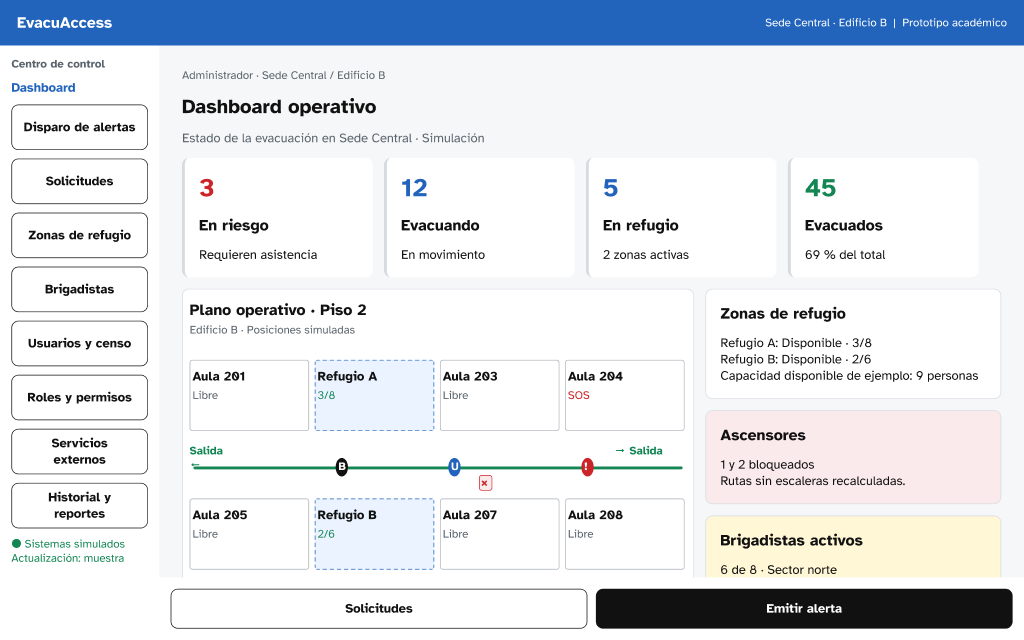 EvacuAccess
Sede Central · Edificio B | Prototipo académico
Centro de control
Dashboard
Disparo de alertas
Solicitudes
Zonas de refugio
Brigadistas
Usuarios y censo
Roles y permisos
Servicios
externos
Historial y
reportes
Sistemas simulados
Actualización: muestra
Administrador · Sede Central / Edificio B
Dashboard operativo
Estado de la evacuación en Sede Central · Simulación
3
En riesgo
Requieren asistencia
12
Evacuando
En movimiento
5
En refugio
2 zonas activas
45
Evacuados
69 % del total
Plano operativo · Piso 2
Edificio B · Posiciones simuladas
Aula 201
Libre
Refugio A
3/8
Aula 203
Libre
Aula 204
SOS
Salida
←
→ Salida
B
U
!
×
Aula 205
Libre
Refugio B
2/6
Aula 207
Libre
Aula 208
Libre
Zonas de refugio
Refugio A: Disponible · 3/8
Refugio B: Disponible · 2/6
Capacidad disponible de ejemplo: 9 personas
Ascensores
1 y 2 bloqueados
Rutas sin escaleras recalculadas.
Brigadistas activos
6 de 8 · Sector norte
Solicitudes
Emitir alerta